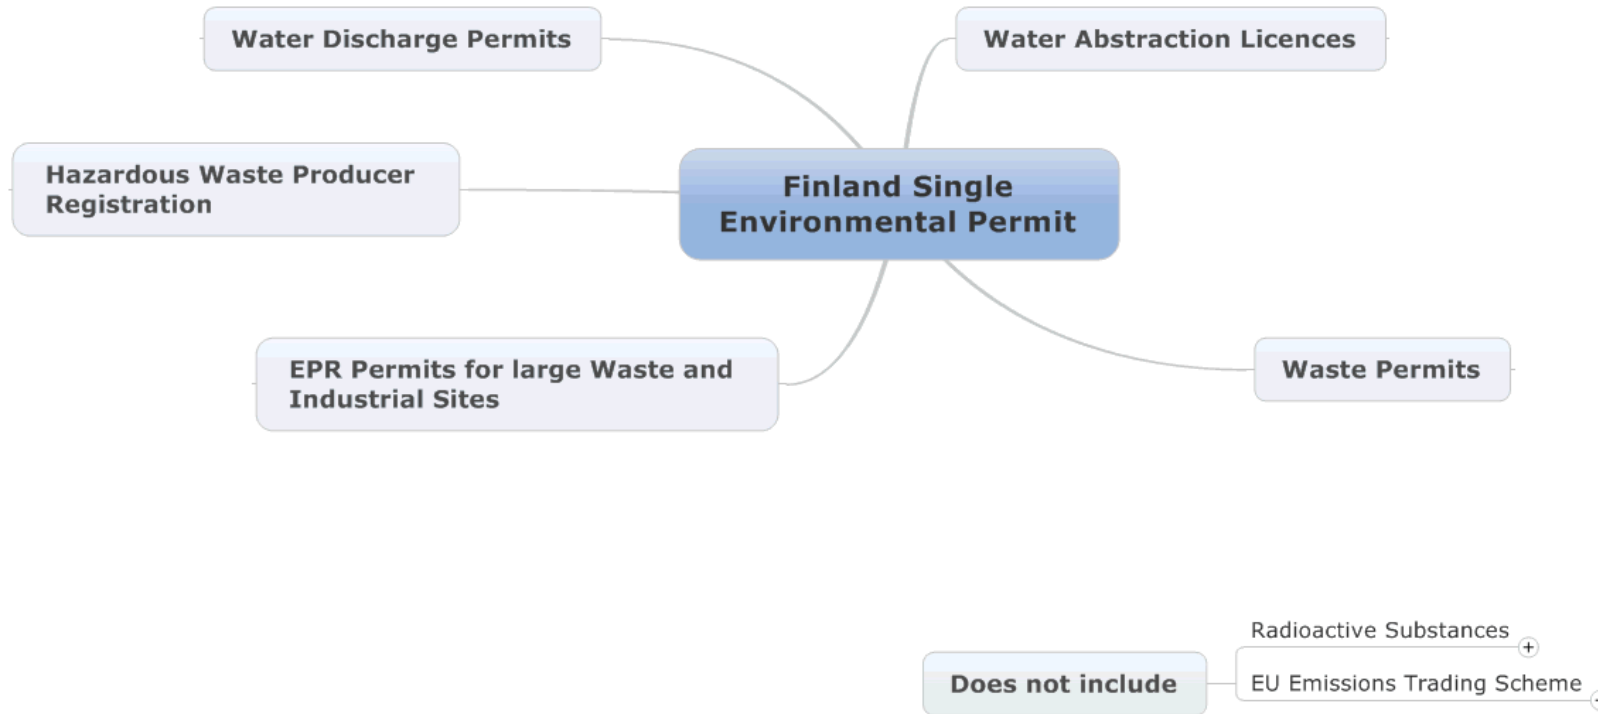 Water Discharge Permits
Water Abstraction Licences
Hazardous Waste Producer
Registration
Finland Single
Environmental Permit
EPR Permits for large Waste and
Industrial Sites
Waste Permits
Does not include
Radioactive Substances
EU Emissions Trading Scheme